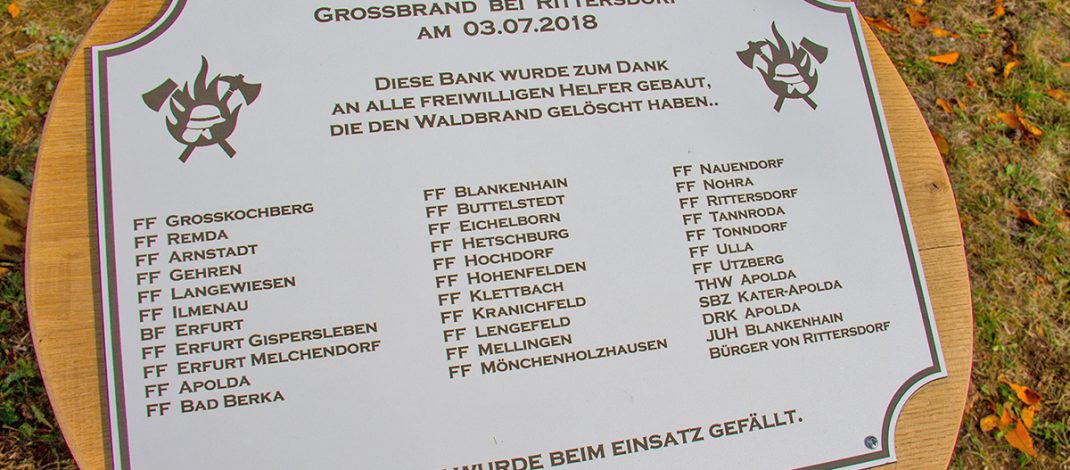 GROSSBRAND BEI RITTERSDORF
AM 03.07.2018
DIESE BANK WURDE ZUM DANK
AN ALLE FREIWILLIGEN HELFER GEBAUT,
DIE DEN WALDBRAND GELÖSCHT HABEN..
FF GROSSKOCHBERG
FF REMDA
FF ARNSTADT
FF GEHREN
FF LANGEWIESEN
FF ILMENAU
BF ERFURT
FF ERFURT GISPERSLEBEN
FF ERFURT MELCHENDORF
FF APOLDA
FF BAD BERKA
FF BLANKENHAIN
FF BUTTELSTEDT
FF EICHELBORN
FF HETSCHBURG
FF HOCHDORF
FF HOHENFELDEN
FF KLETTBACH
FF KRANICHFELD
FF LENGEFELD
FF MELLINGEN
FF MÖNCHENHOLZHAUSEN
FF NAUENDORF
FF NOHRA
FF RITTERSDORF
FF TANNRODA
FF TONNDORF
FF ULLA
FF UTZBERG
THW APOLDA
SBZ KATER-APOLDA
DRK APOLDA
JUH BLANKENHAIN
BÜRGER VON RITTERSDORF
WURDE BEIM EINSATZ GEFÄLLT.